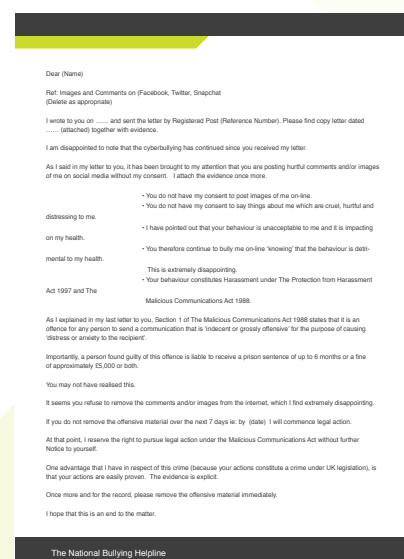 Dear (Name)
Ref: Images and Comments on (Facebook, Twitter, Snapchat
(Delete as appropriate)
I wrote to you on ...... and sent the letter by Registered Post (Reference Number). Please find copy letter dated
...... (attached) together with evidence.
I am disappointed to note that the cyberbullying has continued since you received my letter.
As I said in my letter to you, it has been brought to my attention that you are posting hurtful comments and/or images
of me on social media without my consent. I attach the evidence once more.
• You do not have my consent to post images of me on-line.
• You do not have my consent to say things about me which are cruel, hurtful and
distressing to me.
• I have pointed out that your behaviour is unacceptable to me and it is impacting
on my health.
• You therefore continue to bully me on-line 'knowing' that the behaviour is detri-
mental to my health.
This is extremely disappointing.
• Your behaviour constitutes Harassment under The Protection from Harassment
Act 1997 and The
Malicious Communications Act 1988.
As I explained in my last letter to you, Section 1 of The Malicious Communications Act 1988 states that it is an
offence for any person to send a communication that is 'indecent or grossly offensive' for the purpose of causing
'distress or anxiety to the recipient'.
Importantly, a person found guilty of this offence is liable to receive a prison sentence of up to 6 months or a fine
of approximately £5,000 or both.
You may not have realised this.
It seems you refuse to remove the comments and/or images from the internet, which I find extremely disappointing.
If you do not remove the offensive material over the next 7 days ie: by (date) I will commence legal action.
At that point, I reserve the right to pursue legal action under the Malicious Communications Act without further
Notice to yourself.
One advantage that I have in respect of this crime (because your actions constitute a crime under UK legislation), is
that your actions are easily proven. The evidence is explicit.
Once more and for the record, please remove the offensive material immediately.
I hope that this is an end to the matter.
The National Bullying Helpline